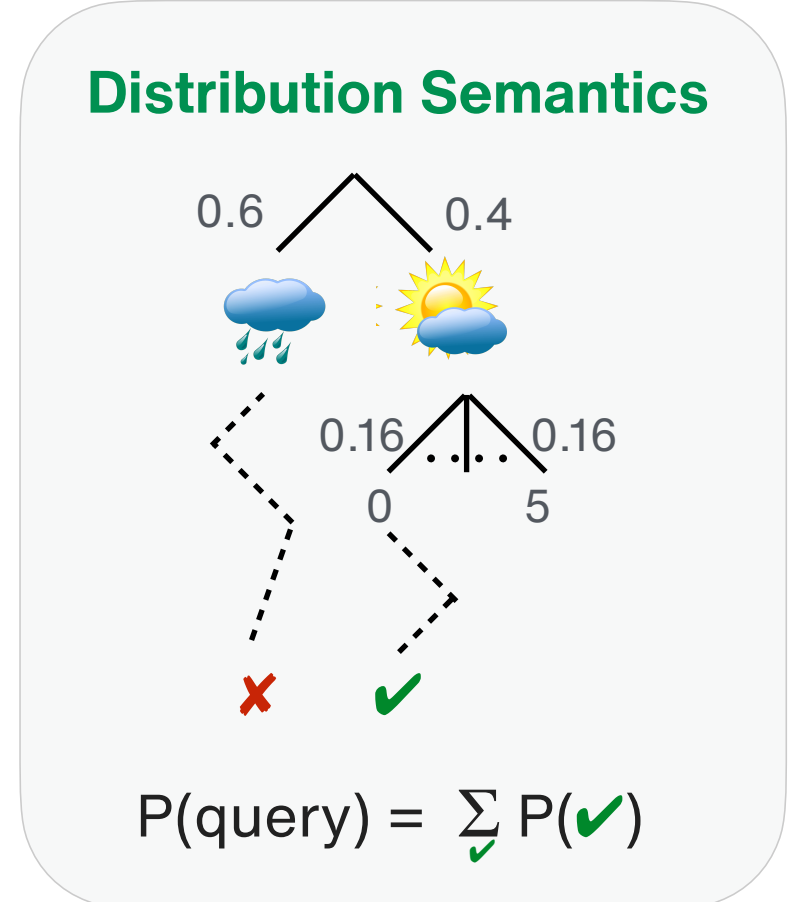 Distribution Semantics
0.6 0.4
0.16 0.16
0 5
✘ ✔
P(query) = Σ P(✔)
✔